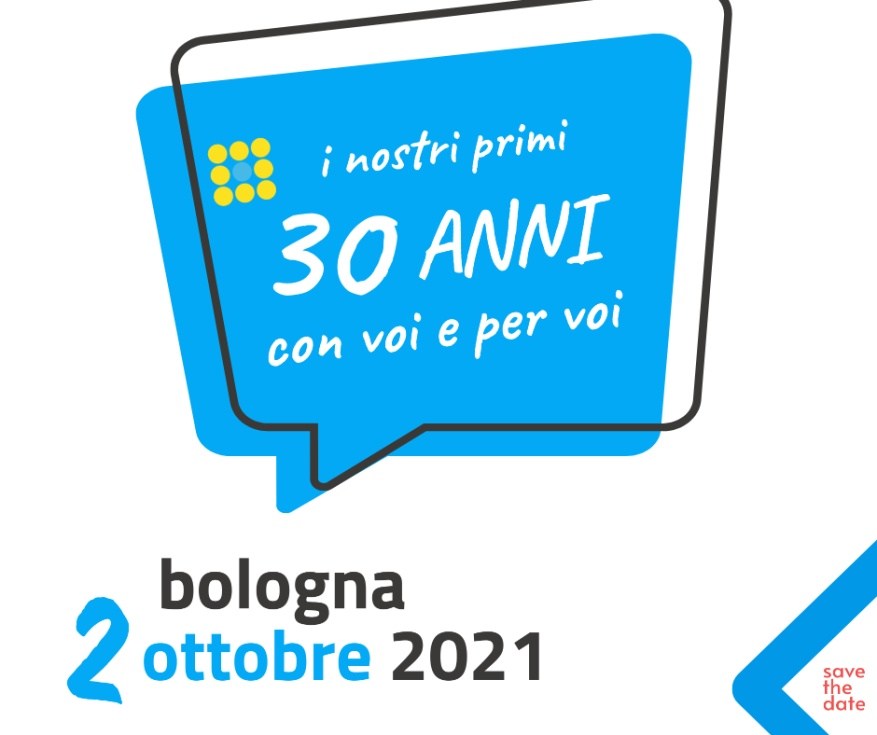 i nostri primi
30 ANNI
con voi e per voi
bologna
2 ottobre 2021
save
the
date